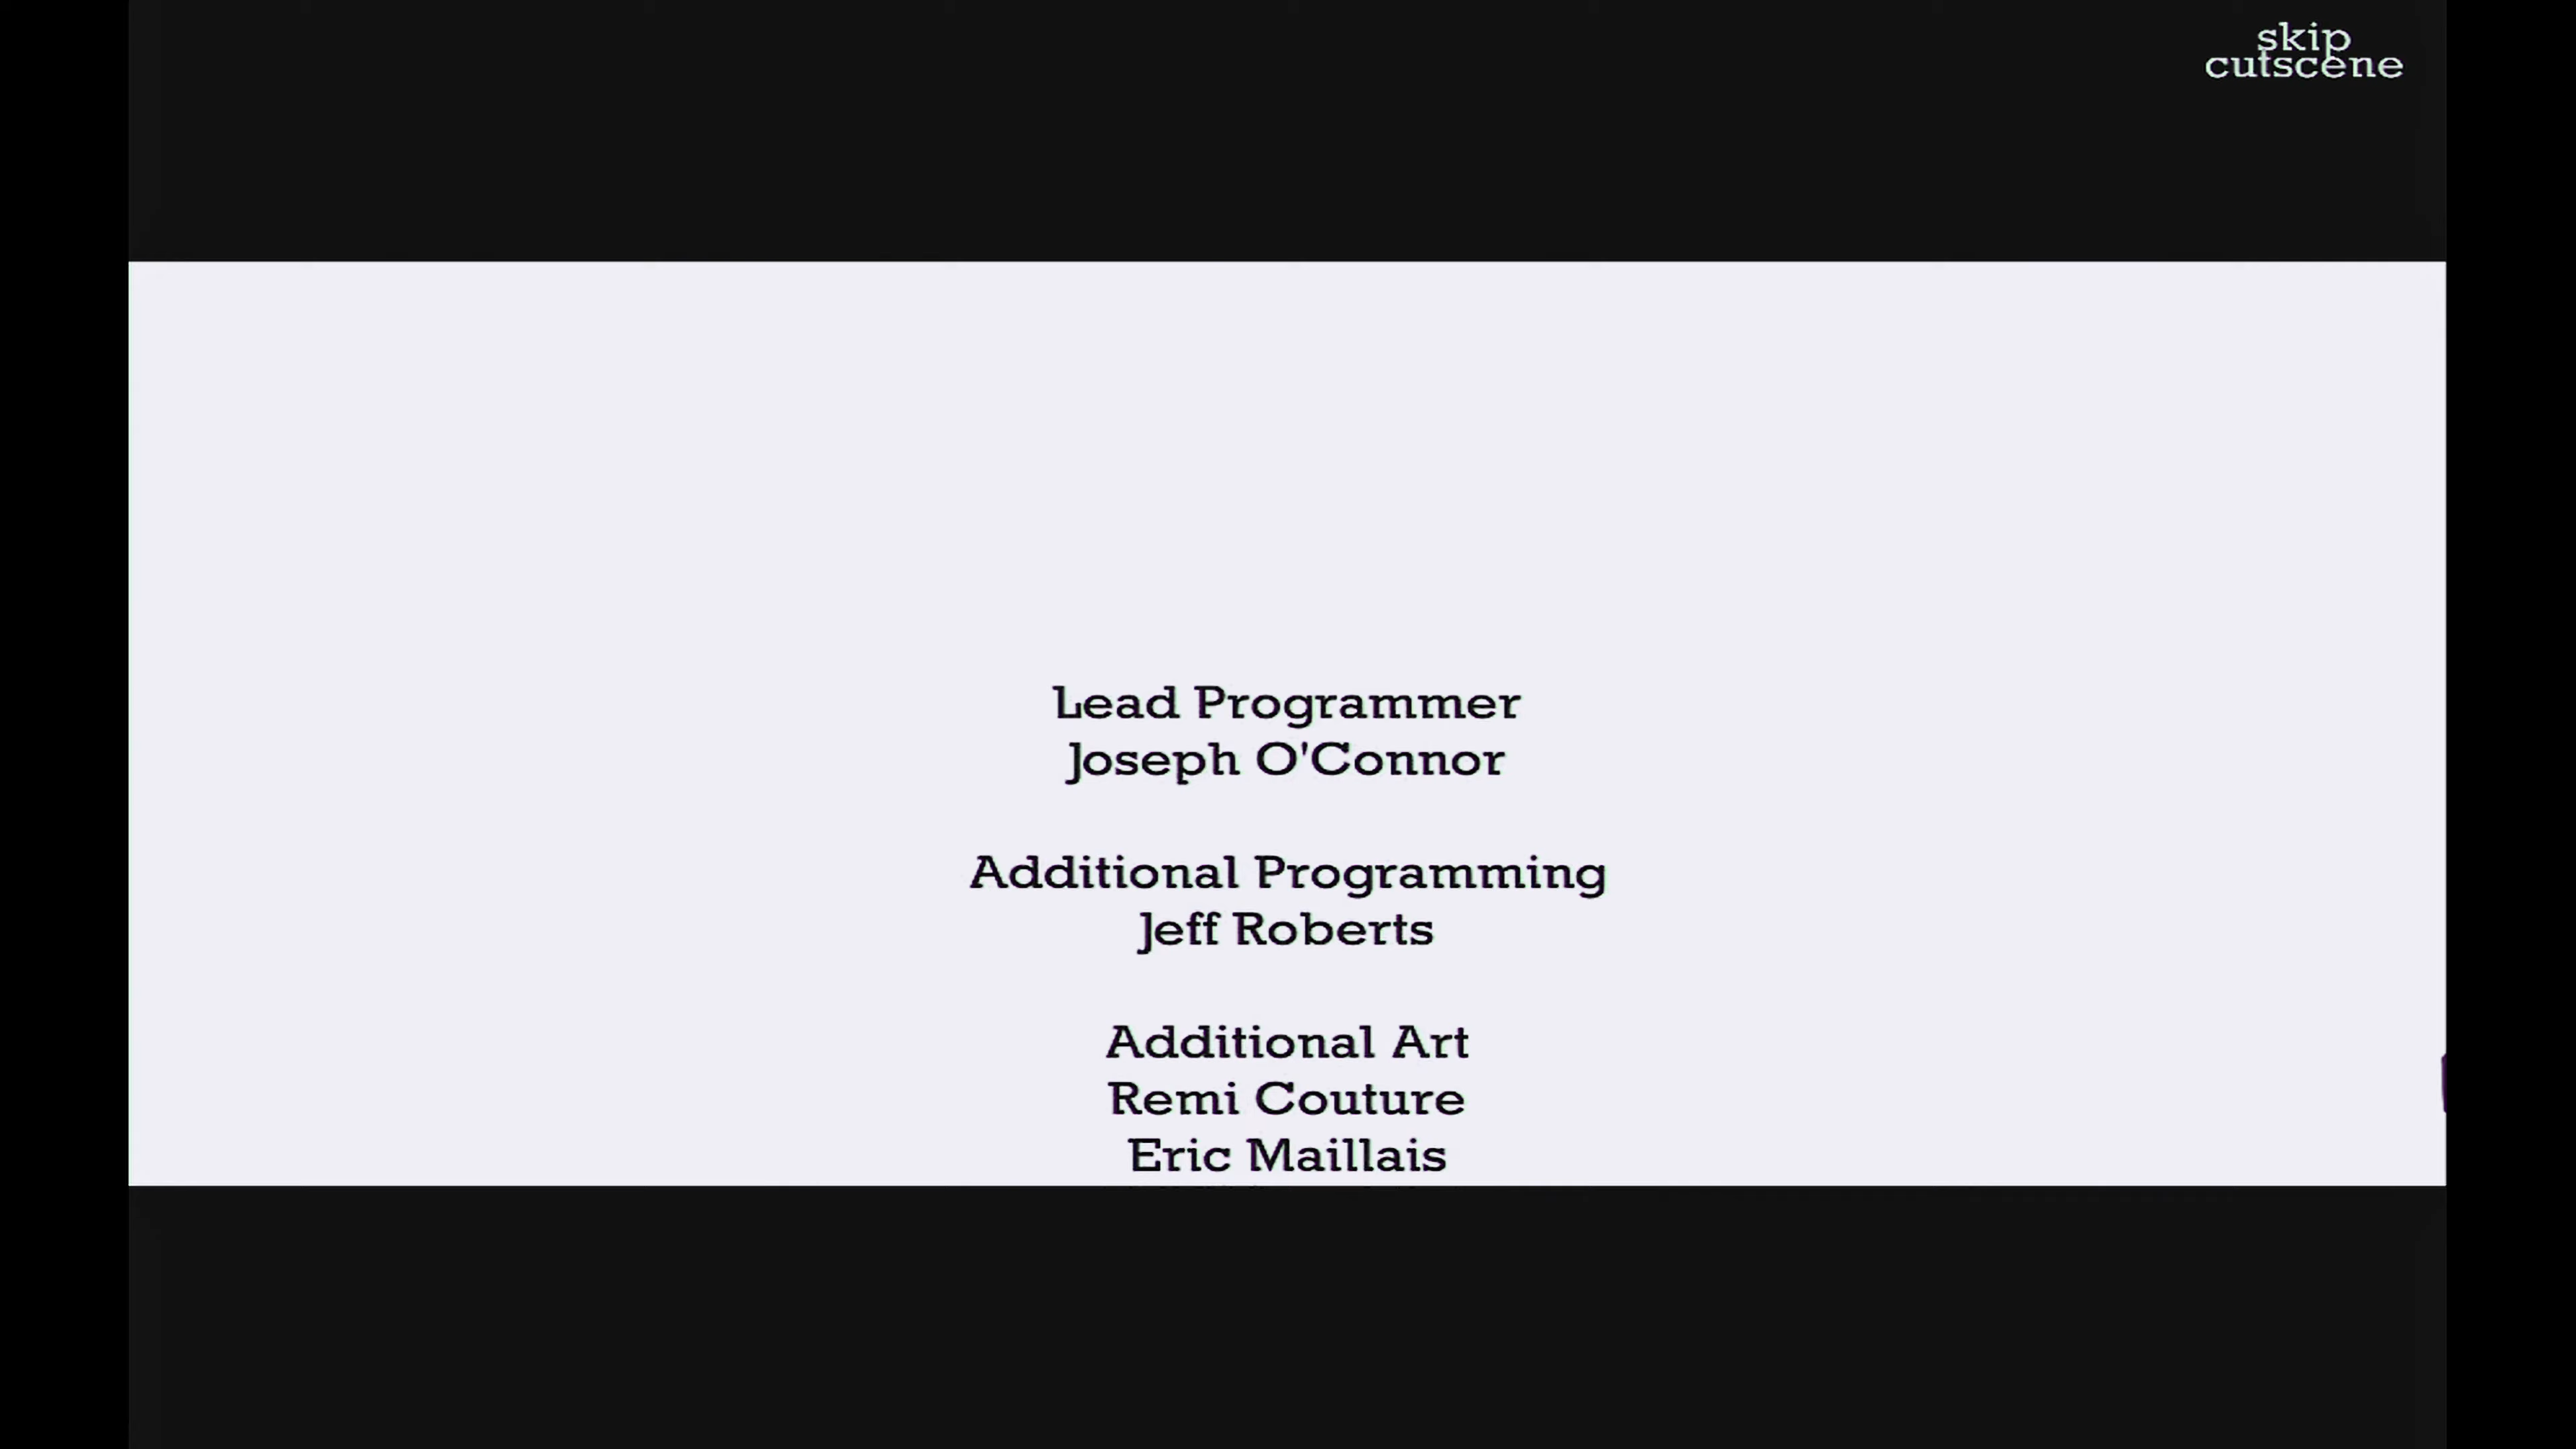 skip
cutscene
Lead Programmer
Joseph O'Connor
Additional Programming
Jeff Roberts
Additional Art
Remi Couture
Eric Maillais